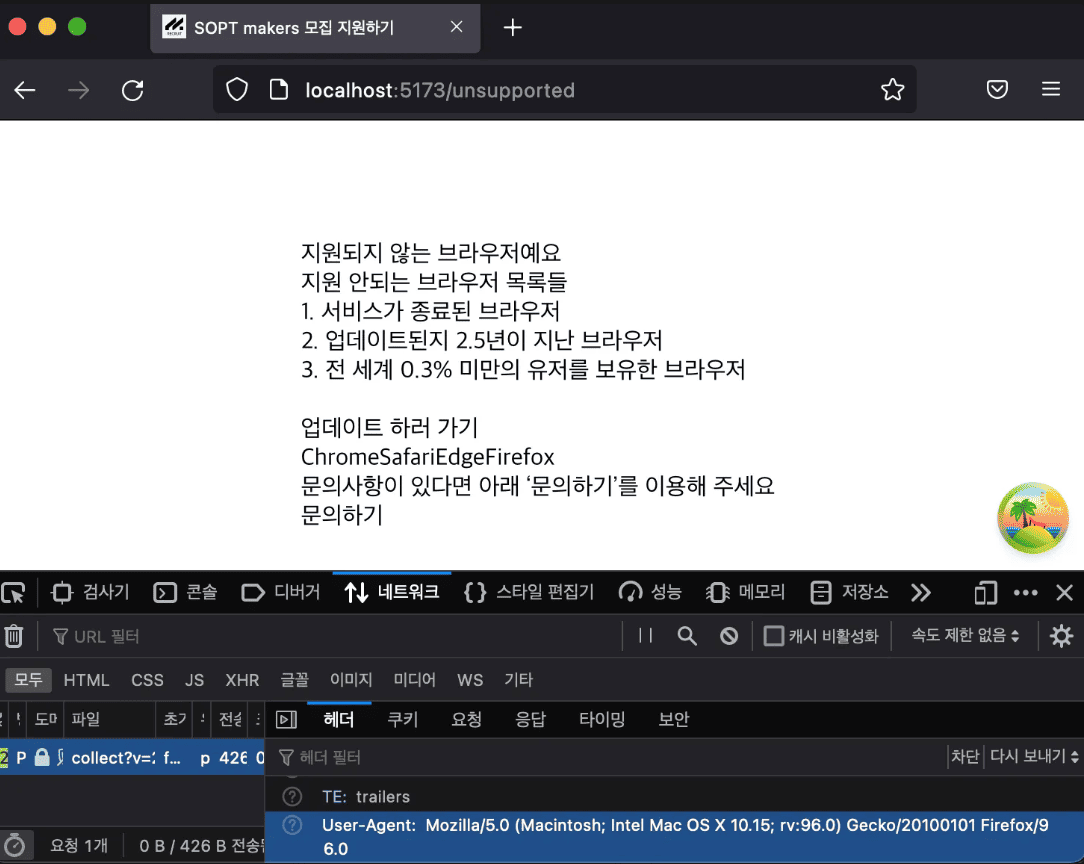 SOPT makers 모집 지원하기
localhost:5173/unsupported
지원되지 않는 브라우저예요
지원 안되는 브라우저 목록들
1. 서비스가 종료된 브라우저
2. 업데이트된지 2.5년이 지난 브라우저
3. 전 세계 0.3% 미만의 유저를 보유한 브라우저
업데이트 하러 가기
ChromeSafariEdgeFirefox
문의사항이 있다면 아래 ‘문의하기’를 이용해 주세요
문의하기
검사기 콘솔 디버거 네트워크 스타일 편집기 성능 메모리 저장소
URL 필터 캐시 비활성화 속도 제한 없음
모두 HTML CSS JS XHR 글꼴 이미지 미디어 WS 기타
파일 헤더 쿠키 요청 응답 타이밍 보안
2 P collect?v=2 f... p 426 0 헤더 필터 차단 다시 보내기
TE: trailers
User-Agent: Mozilla/5.0 (Macintosh; Intel Mac OS X 10.15; rv:96.0) Gecko/20100101 Firefox/9
6.0
요청 1개 0 B / 426 B